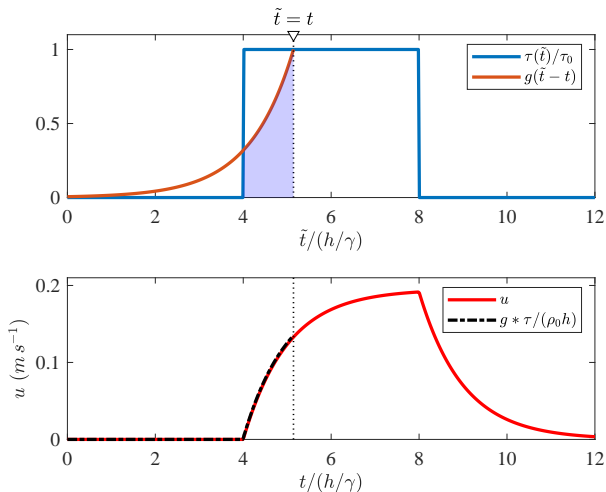 t̃ = t
1
0.5
0
τ(t̃)/τ₀
g(t̃ − t)
0 2 4 6 8 10 12
t̃/(h/γ)
0.2
0.1
0
u (m s⁻¹)
u
g ∗ τ/(ρ₀h)
0 2 4 6 8 10 12
t/(h/γ)